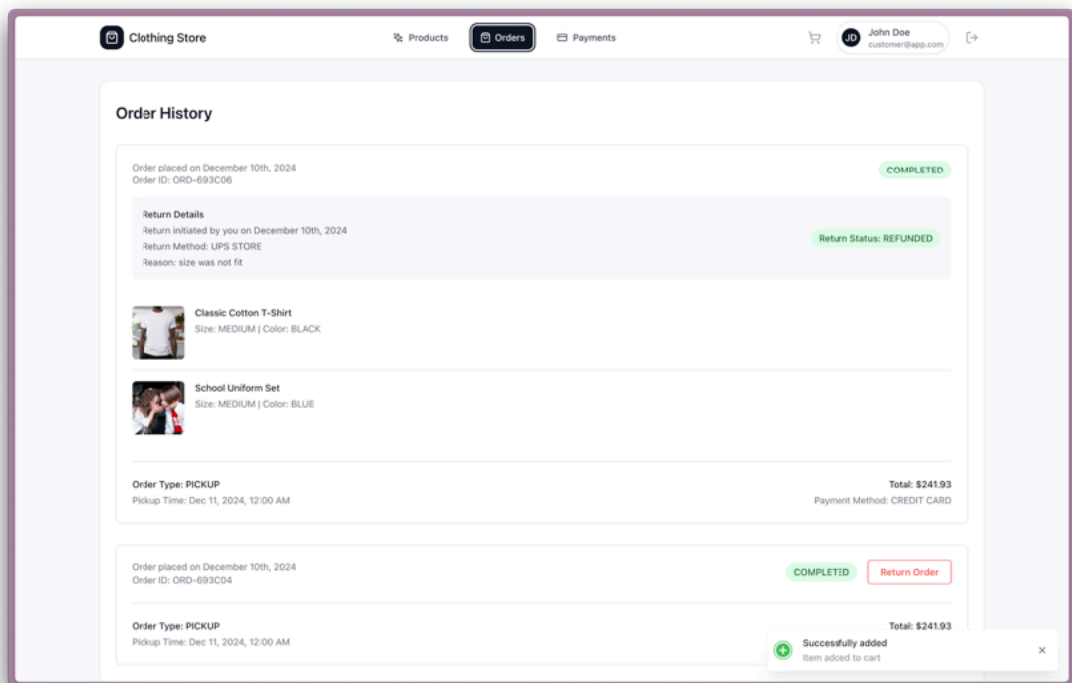 Clothing Store
Products
Orders
Payments
JD
John Doe
customer@app.com
Order History
Order placed on December 10th, 2024
COMPLETED
Order ID: ORD-693C06
Return Details
Return initiated by you on December 10th, 2024
Return Status: REFUNDED
Return Method: UPS STORE
Reason: size was not fit
Classic Cotton T-Shirt
Size: MEDIUM | Color: BLACK
School Uniform Set
Size: MEDIUM | Color: BLUE
Order Type: PICKUP
Total: $241.93
Pickup Time: Dec 11, 2024, 12:00 AM
Payment Method: CREDIT CARD
Order placed on December 10th, 2024
COMPLETED
Return Order
Order ID: ORD-693C04
Order Type: PICKUP
Total: $241.93
Pickup Time: Dec 11, 2024, 12:00 AM
Successfully added
Item added to cart